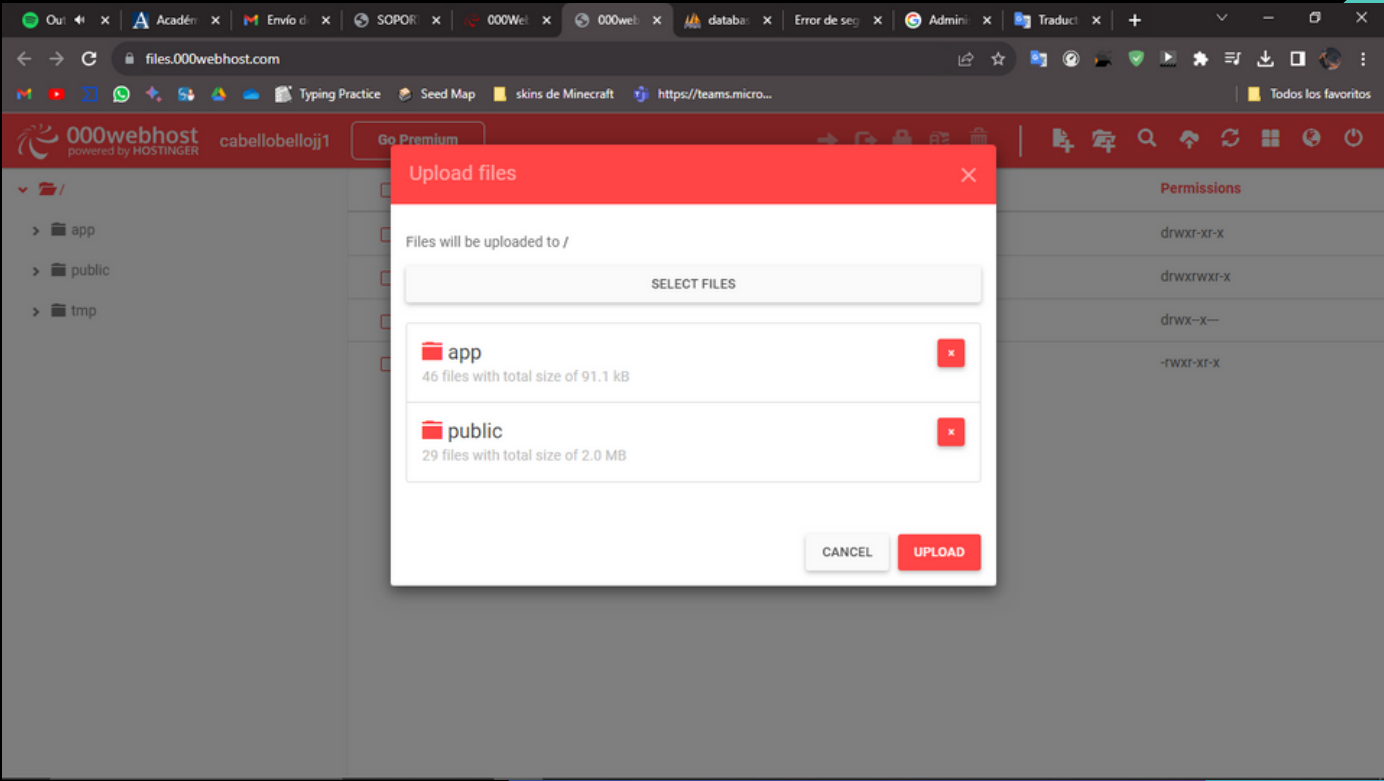 Out
Académ
Envío d
SOPOR
000Wel
000web
databa
Error de seg
Admini
Traduct
files.000webhost.com
Typing Practice
Seed Map
skins de Minecraft
https://teams.micro...
Todos los favoritos
000webhost
powered by HOSTINGER
cabellobellojj1
Go Premium
Upload files
/
app
public
tmp
Permissions
drwxr-xr-x
drwxrwxr-x
drwx--x---
-rwxr-xr-x
Files will be uploaded to /
SELECT FILES
app
46 files with total size of 91.1 kB
public
29 files with total size of 2.0 MB
CANCEL
UPLOAD